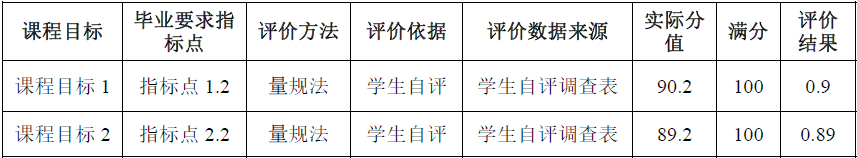 课程目标 毕业要求指标点 评价方法 评价依据 评价数据来源 实际分值 满分 评价结果
课程目标 1 指标点 1.2 量规法 学生自评 学生自评调查表 90.2 100 0.9
课程目标 2 指标点 2.2 量规法 学生自评 学生自评调查表 89.2 100 0.89